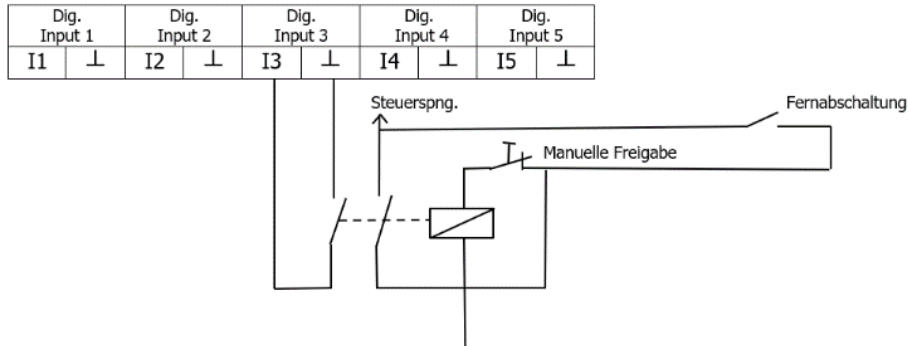 Dig. Dig. Dig. Dig. Dig.
Input 1 Input 2 Input 3 Input 4 Input 5
I1 ⊥ I2 ⊥ I3 ⊥ I4 ⊥ I5 ⊥
Steuerspng. Fernabschaltung
Manuelle Freigabe